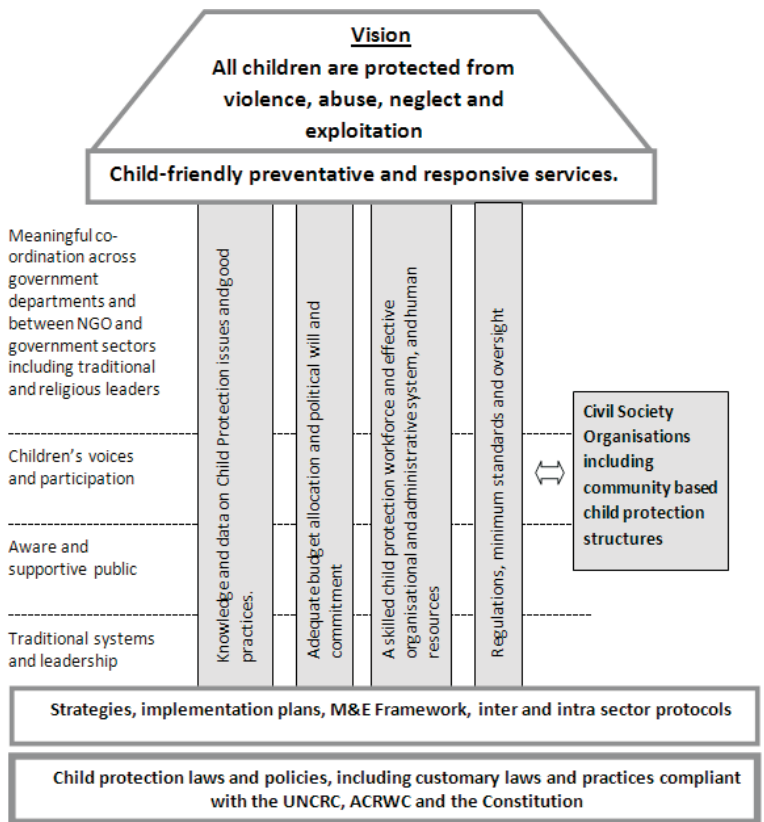 Vision
All children are protected from
violence, abuse, neglect and
exploitation
Child-friendly preventative and responsive services.
Meaningful co-
ordination across
government
departments and
between NGO and
government sectors
including traditional
and religious leaders
Children's voices
and participation
Aware and
supportive public
Traditional systems
and leadership
Knowledge and data on Child Protection issues andgood
practices.
Adequate budget allocation and political will and
commitment
A skilled child protection workforce and effective
organisational and administrative system, and human
resources
Regulations, minimum standards and oversight
Civil Society
Organisations
including
community based
child protection
structures
Strategies, implementation plans, M&E Framework, inter and intra sector protocols
Child protection laws and policies, including customary laws and practices compliant
with the UNCRC, ACRWC and the Constitution